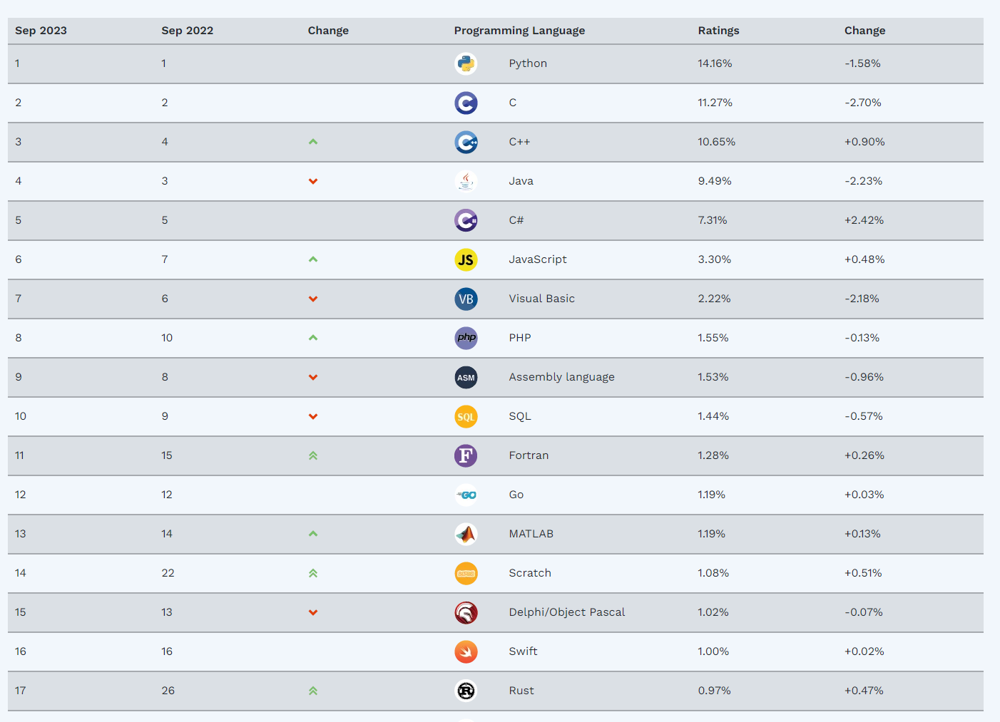 Sep 2023 Sep 2022 Change Programming Language Ratings Change
1 1 Python 14.16% -1.58%
2 2 C C 11.27% -2.70%
3 4 C++ C++ 10.65% +0.90%
4 3 Java 9.49% -2.23%
5 5 C# C# 7.31% +2.42%
6 7 JS JavaScript 3.30% +0.48%
7 6 VB Visual Basic 2.22% -2.18%
8 10 php PHP 1.55% -0.13%
9 8 ASM Assembly language 1.53% -0.96%
10 9 SQL SQL 1.44% -0.57%
11 15 F Fortran 1.28% +0.26%
12 12 GO Go 1.19% +0.03%
13 14 MATLAB 1.19% +0.13%
14 22 Scratch 1.08% +0.51%
15 13 Delphi/Object Pascal 1.02% -0.07%
16 16 Swift 1.00% +0.02%
17 26 R Rust 0.97% +0.47%